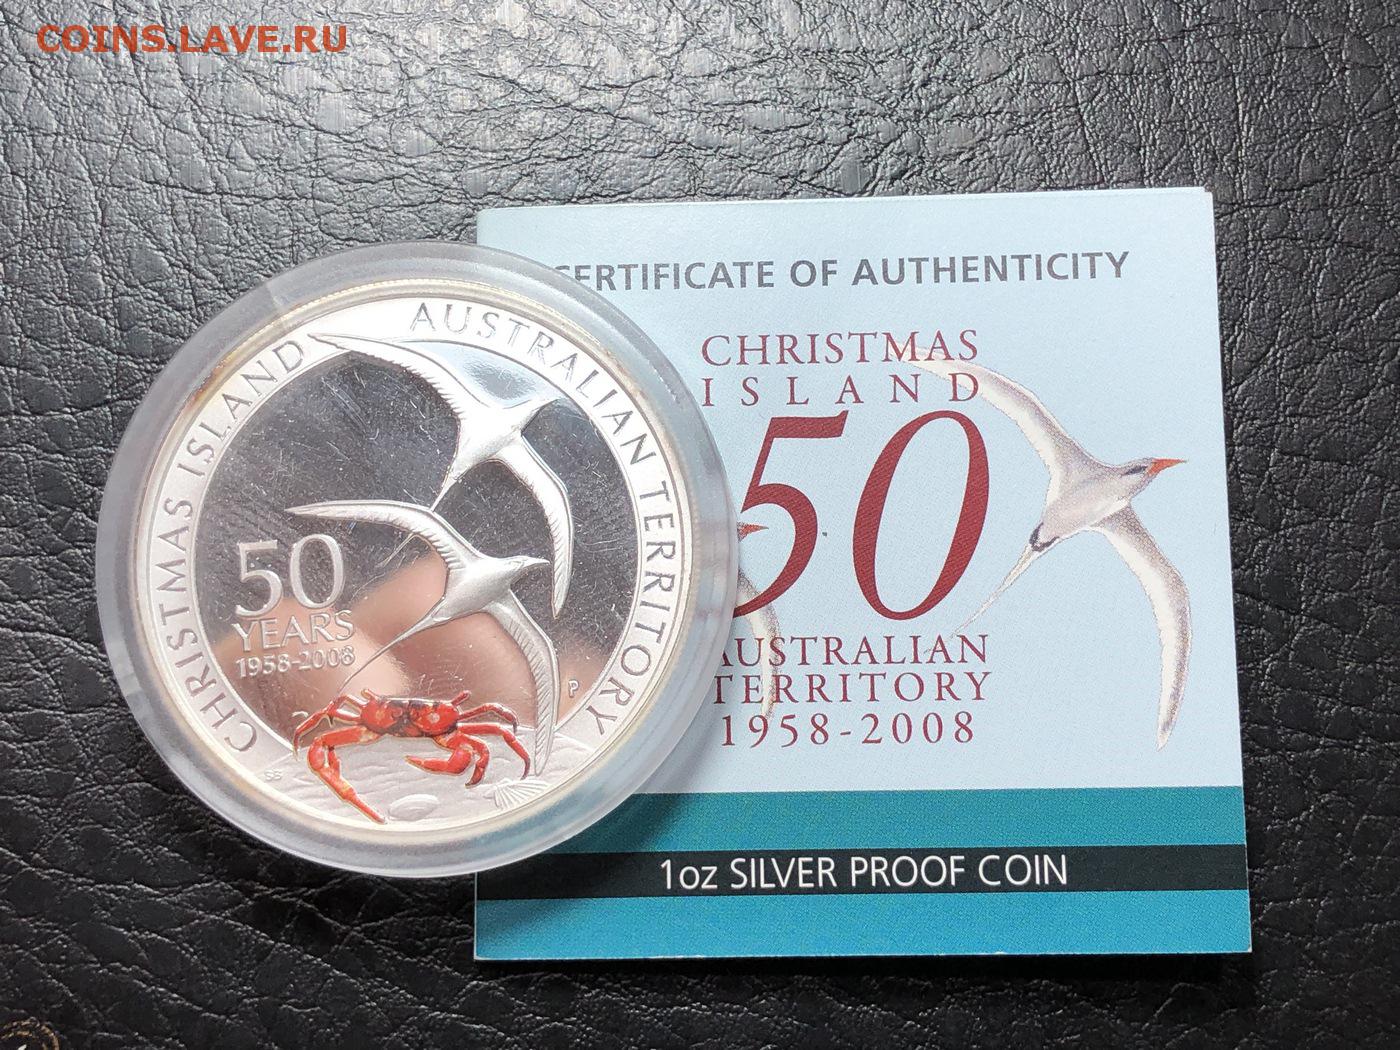 COINS.LAVE.RU
CHRISTMAS ISLAND AUSTRALIAN TERRITORY
50
YEARS
1958-2008
P
SS
CERTIFICATE OF AUTHENTICITY
CHRISTMAS
ISLAND
50
AUSTRALIAN
TERRITORY
1958-2008
1oz SILVER PROOF COIN